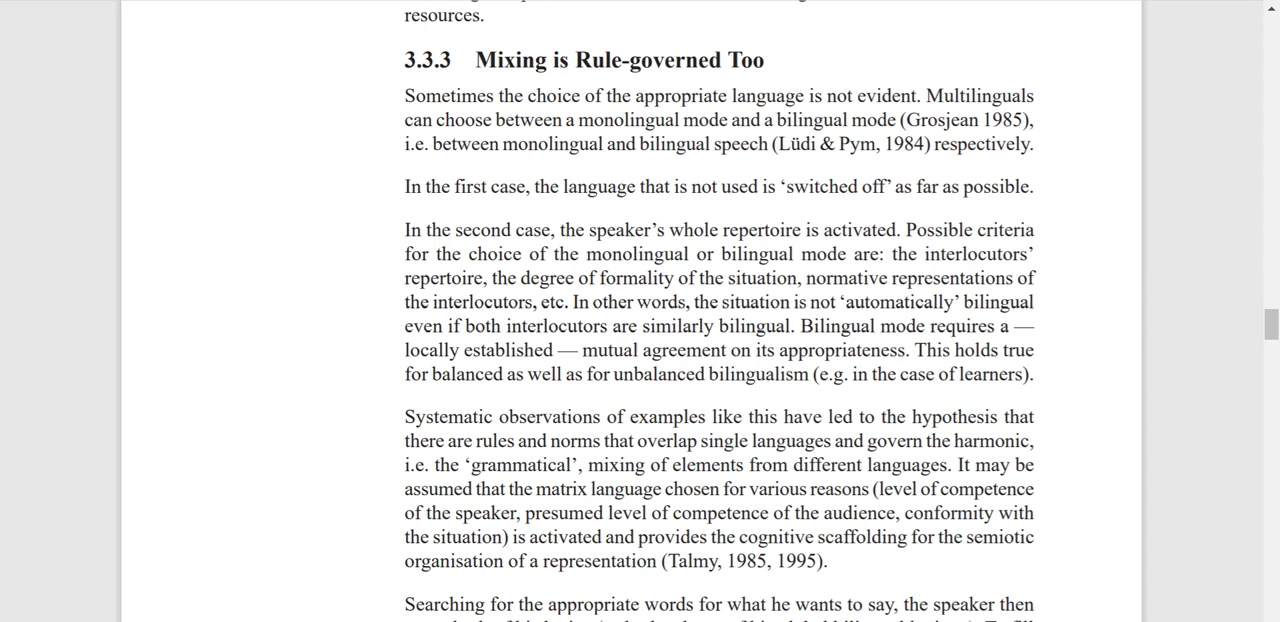 resources.
3.3.3 Mixing is Rule-governed Too
Sometimes the choice of the appropriate language is not evident. Multilinguals
can choose between a monolingual mode and a bilingual mode (Grosjean 1985),
i.e. between monolingual and bilingual speech (Lüdi & Pym, 1984) respectively.
In the first case, the language that is not used is ‘switched off’ as far as possible.
In the second case, the speaker’s whole repertoire is activated. Possible criteria
for the choice of the monolingual or bilingual mode are: the interlocutors’
repertoire, the degree of formality of the situation, normative representations of
the interlocutors, etc. In other words, the situation is not ‘automatically’ bilingual
even if both interlocutors are similarly bilingual. Bilingual mode requires a —
locally established — mutual agreement on its appropriateness. This holds true
for balanced as well as for unbalanced bilingualism (e.g. in the case of learners).
Systematic observations of examples like this have led to the hypothesis that
there are rules and norms that overlap single languages and govern the harmonic,
i.e. the ‘grammatical’, mixing of elements from different languages. It may be
assumed that the matrix language chosen for various reasons (level of competence
of the speaker, presumed level of competence of the audience, conformity with
the situation) is activated and provides the cognitive scaffolding for the semiotic
organisation of a representation (Talmy, 1985, 1995).
Searching for the appropriate words for what he wants to say, the speaker then